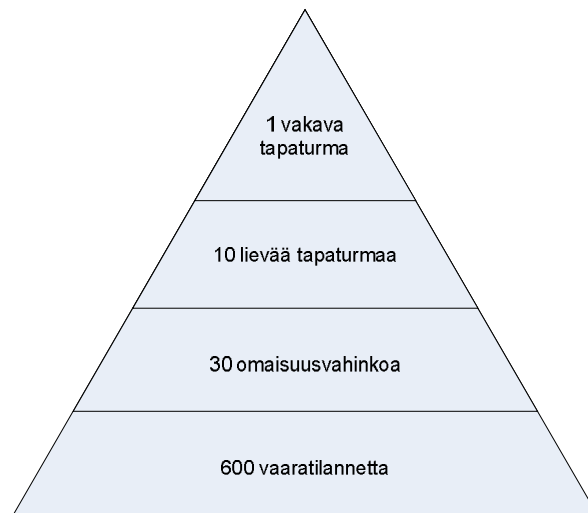 1 vakava
tapaturma
10 lievää tapaturmaa
30 omaisuusvahinkoa
600 vaaratilannetta